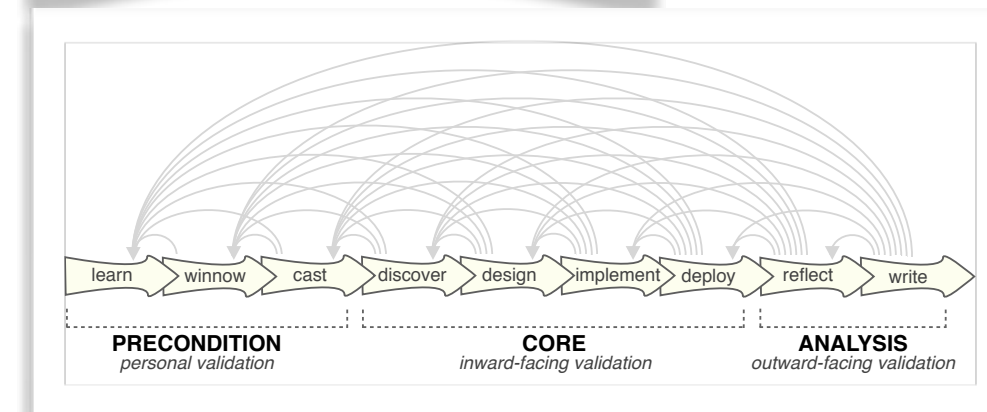 learn winnow cast discover design implement deploy reflect write
PRECONDITION CORE ANALYSIS
personal validation inward-facing validation outward-facing validation